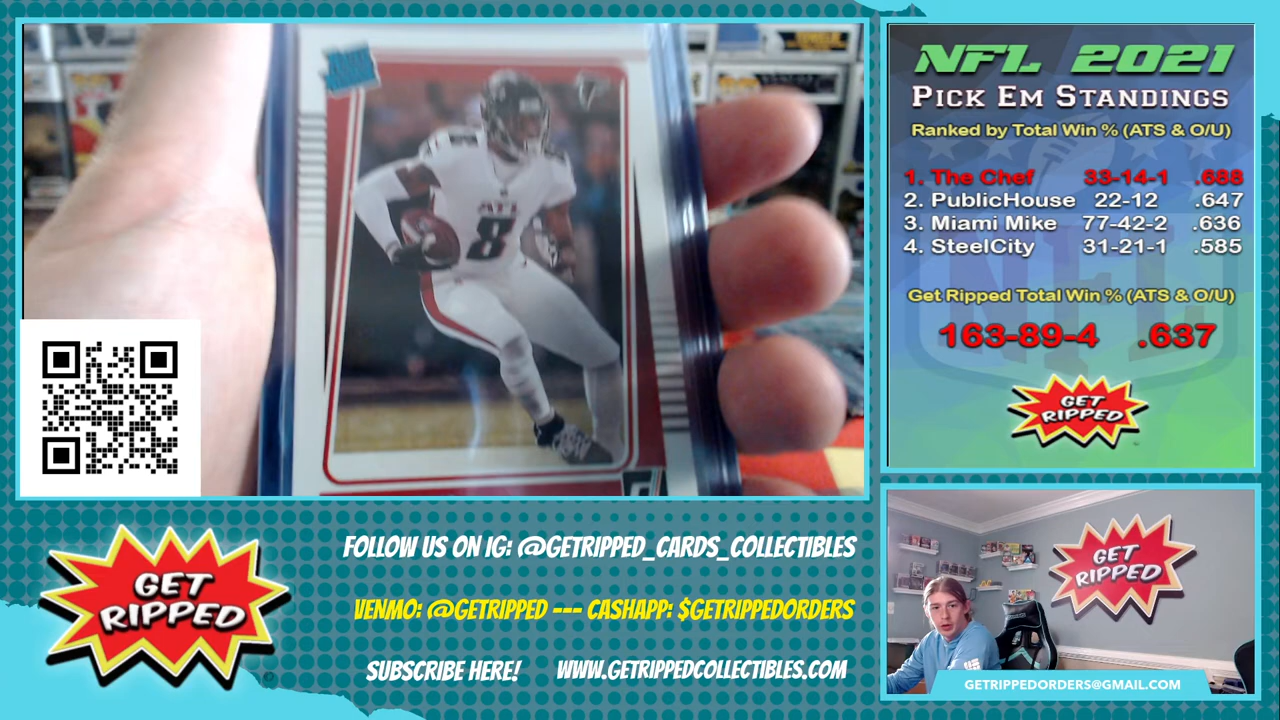 ATL
8
GET
RIPPED
FOLLOW US ON IG: @GETRIPPED_CARDS_COLLECTIBLES
VENMO: @GETRIPPED --- CASHAPP: $GETRIPPEDORDERS
SUBSCRIBE HERE!
WWW.GETRIPPEDCOLLECTIBLES.COM
NFL 2021
PICK EM STANDINGS
Ranked by Total Win % (ATS & O/U)
1. The Chef 33-14-1 .688
2. PublicHouse 22-12 .647
3. Miami Mike 77-42-2 .636
4. SteelCity 31-21-1 .585
Get Ripped Total Win % (ATS & O/U)
163-89-4 .637
GET
RIPPED
GET
RIPPED
GETRIPPEDORDERS@GMAIL.COM